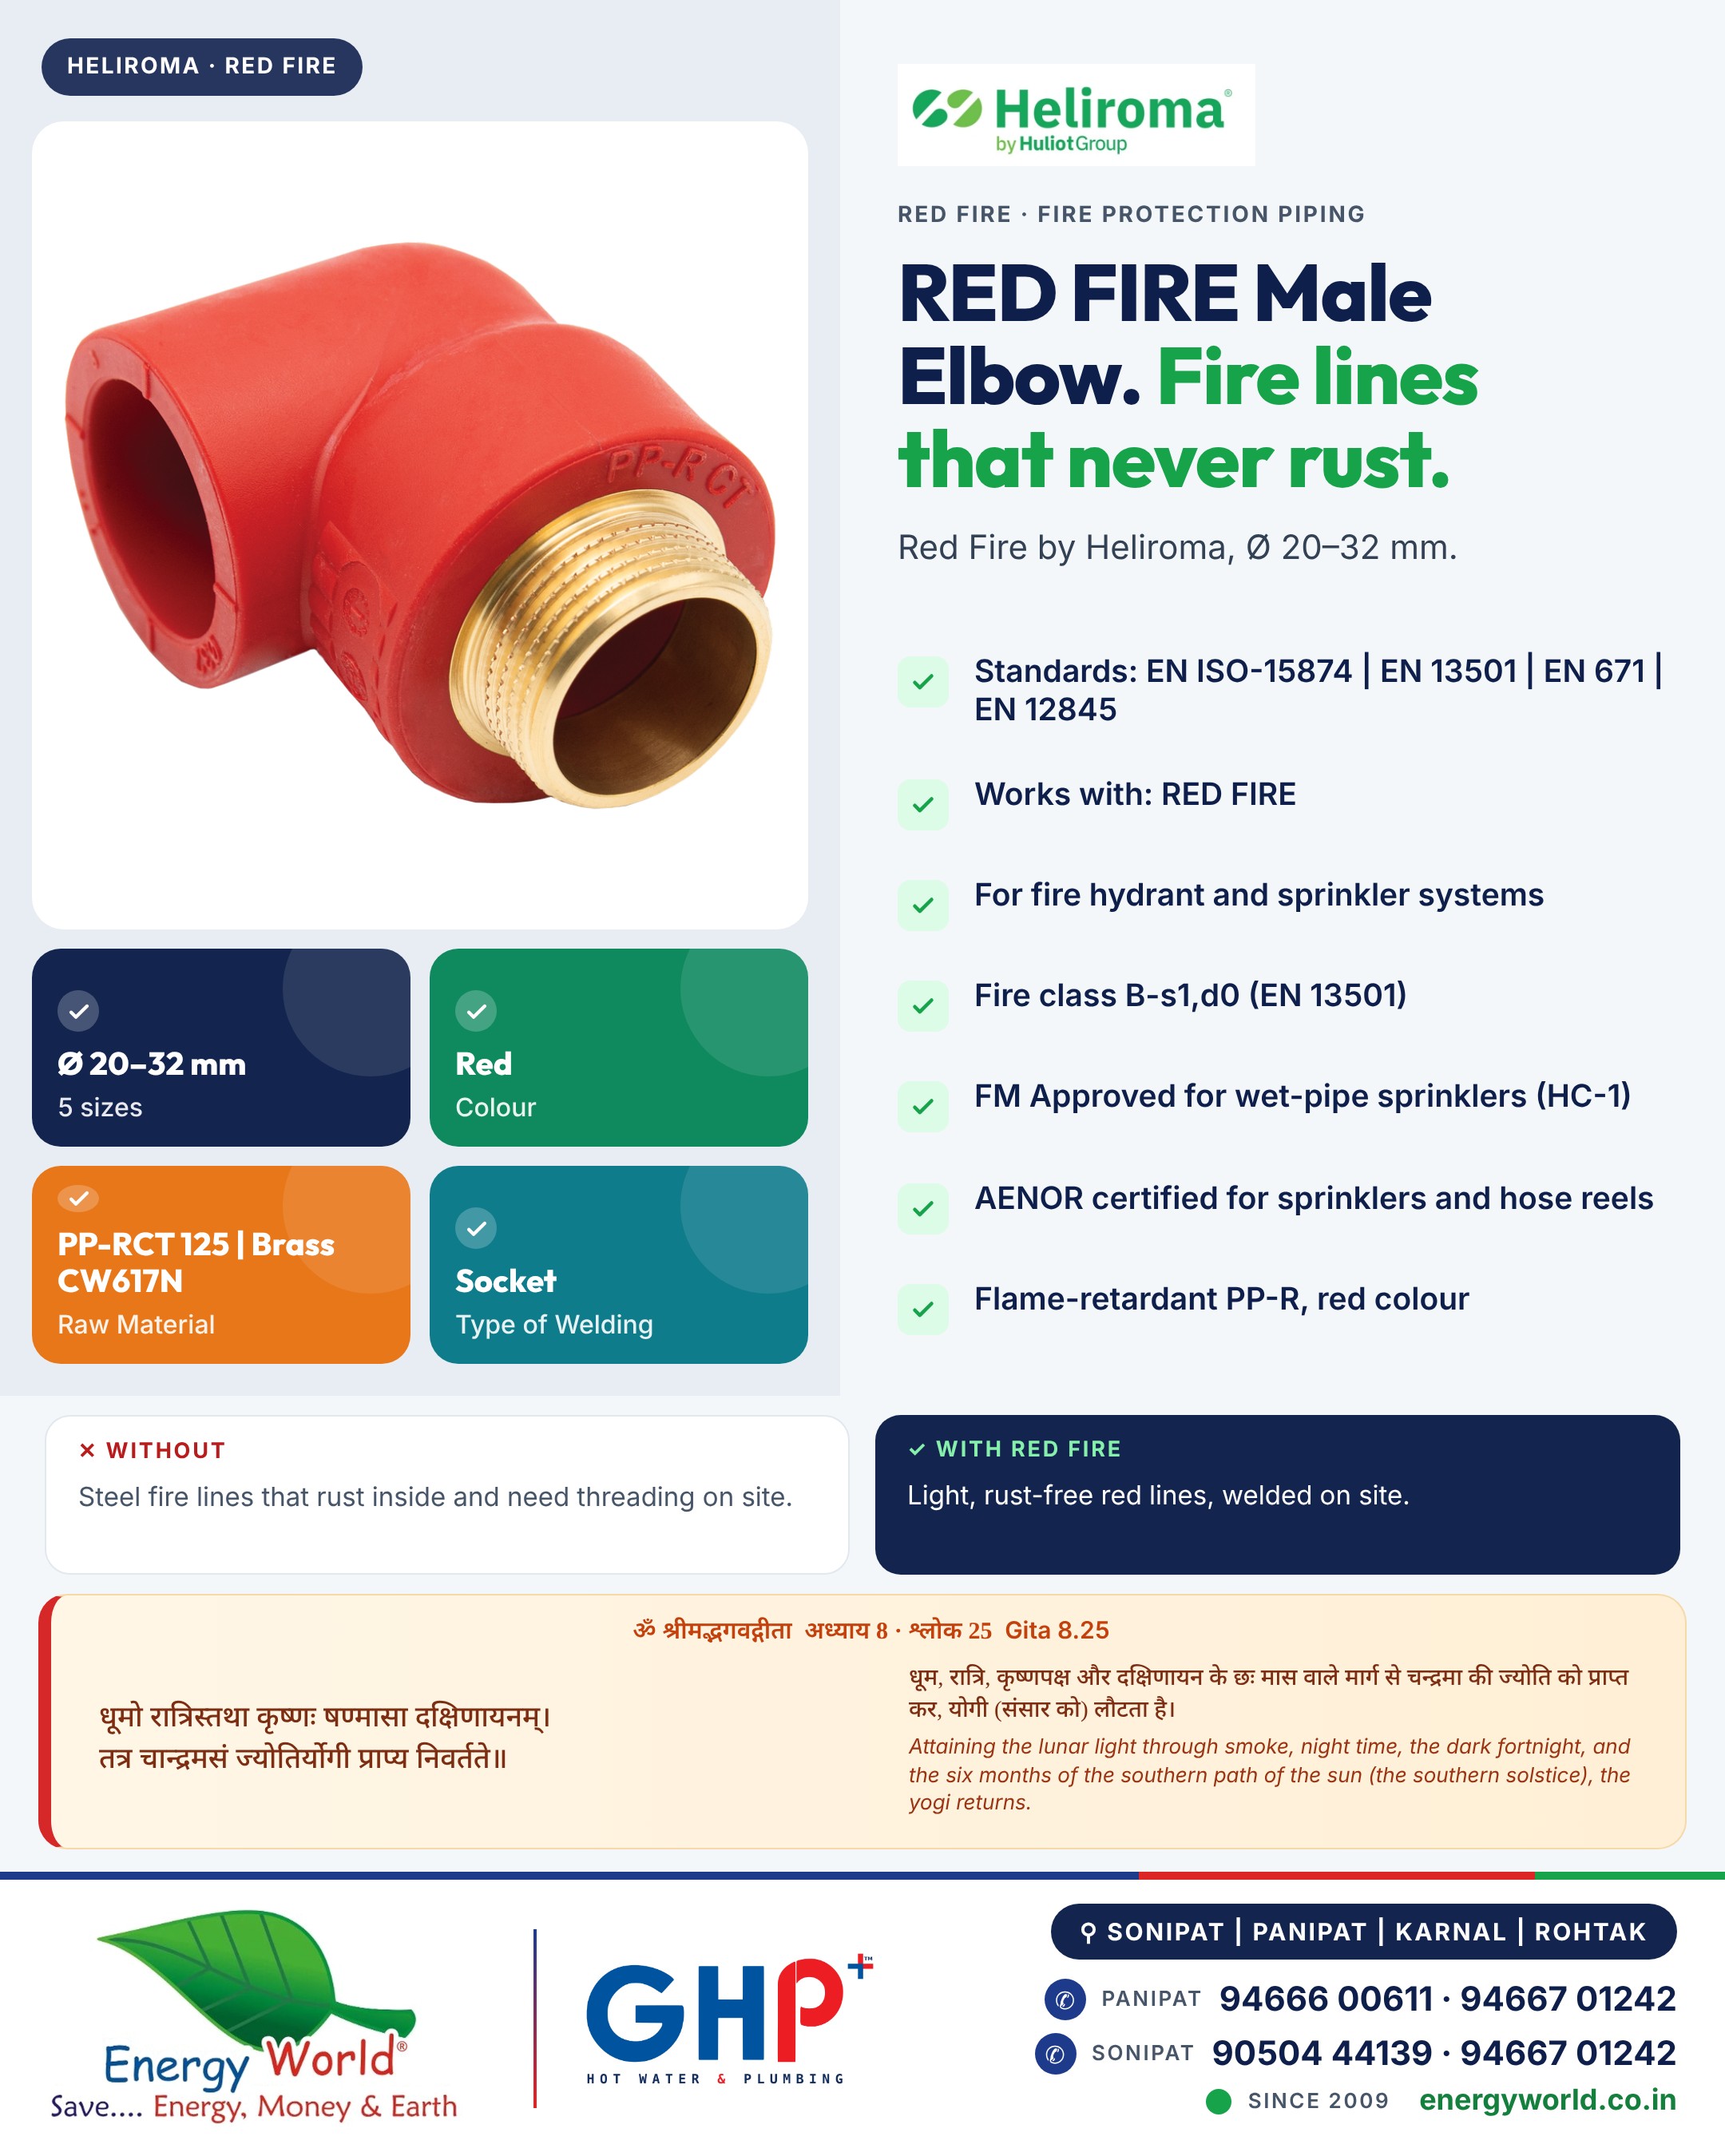 HELIROMA · RED FIRE
PP-R CT
Ø 20–32 mm
5 sizes
Red
Colour
PP-RCT 125 | Brass
CW617N
Raw Material
Socket
Type of Welding
Heliroma®
by HuliotGroup
RED FIRE · FIRE PROTECTION PIPING
RED FIRE Male
Elbow. Fire lines
that never rust.
Red Fire by Heliroma, Ø 20–32 mm.
Standards: EN ISO-15874 | EN 13501 | EN 671 |
EN 12845
Works with: RED FIRE
For fire hydrant and sprinkler systems
Fire class B-s1,d0 (EN 13501)
FM Approved for wet-pipe sprinklers (HC-1)
AENOR certified for sprinklers and hose reels
Flame-retardant PP-R, red colour
× WITHOUT
Steel fire lines that rust inside and need threading on site.
✓ WITH RED FIRE
Light, rust-free red lines, welded on site.
ॐ श्रीमद्भगवद्गीता अध्याय 8 · श्लोक 25 Gita 8.25
धूमो रात्रिस्तथा कृष्णः षण्मासा दक्षिणायनम्।
तत्र चान्द्रमसं ज्योतिर्योगी प्राप्य निवर्तते॥
धूम, रात्रि, कृष्णपक्ष और दक्षिणायन के छः मास वाले मार्ग से चन्द्रमा की ज्योति को प्राप्त
कर, योगी (संसार को) लौटता है।
Attaining the lunar light through smoke, night time, the dark fortnight, and
the six months of the southern path of the sun (the southern solstice), the
yogi returns.
Energy World®
Save.... Energy, Money & Earth
GHP+™
HOT WATER & PLUMBING
SONIPAT | PANIPAT | KARNAL | ROHTAK
PANIPAT 94666 00611 · 94667 01242
SONIPAT 90504 44139 · 94667 01242
SINCE 2009 energyworld.co.in